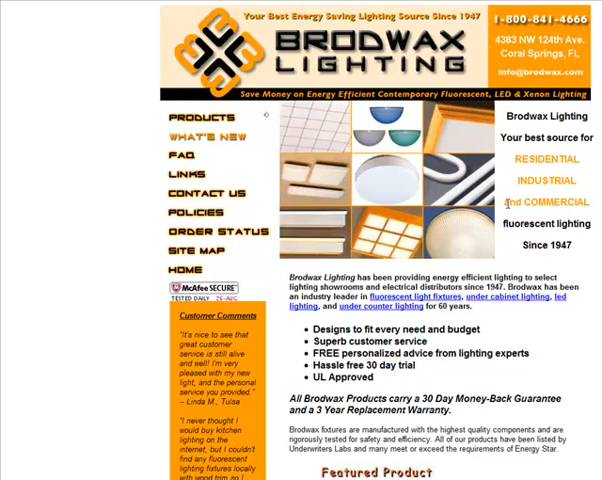 Your Best Energy Saving Lighting Source Since 1947
BRODWAX
LIGHTING
1-800-841-4666
4383 NW 124th Ave.
Coral Springs, FL
info@brodwax.com
Save Money on Energy Efficient Contemporary Fluorescent, LED & Xenon Lighting
PRODUCTS
WHAT'S NEW
FAQ
LINKS
CONTACT US
POLICIES
ORDER STATUS
SITE MAP
HOME
McAfee SECURE
TESTED DAILY 26-AUG
Customer Comments
"It's nice to see that
great customer
service is still alive
and well! I'm very
pleased with my new
light, and the personal
service you provided."
– Linda M., Tulsa
"I never thought I
would buy kitchen
lighting on the
internet, but I couldn't
find any fluorescent
lighting fixtures locally
with wood trim so I
Brodwax Lighting
Your best source for
RESIDENTIAL
INDUSTRIAL
and COMMERCIAL
fluorescent lighting
Since 1947
Brodwax Lighting has been providing energy efficient lighting to select
lighting showrooms and electrical distributors since 1947. Brodwax has been
an industry leader in fluorescent light fixtures, under cabinet lighting, led
lighting, and under counter lighting for 60 years.
• Designs to fit every need and budget
• Superb customer service
• FREE personalized advice from lighting experts
• Hassle free 30 day trial
• UL Approved
All Brodwax Products carry a 30 Day Money-Back Guarantee
and a 3 Year Replacement Warranty.
Brodwax fixtures are manufactured with the highest quality components and are
rigorously tested for safety and efficiency. All of our products have been listed by
Underwriters Labs and many meet or exceed the requirements of Energy Star.
Featured Product